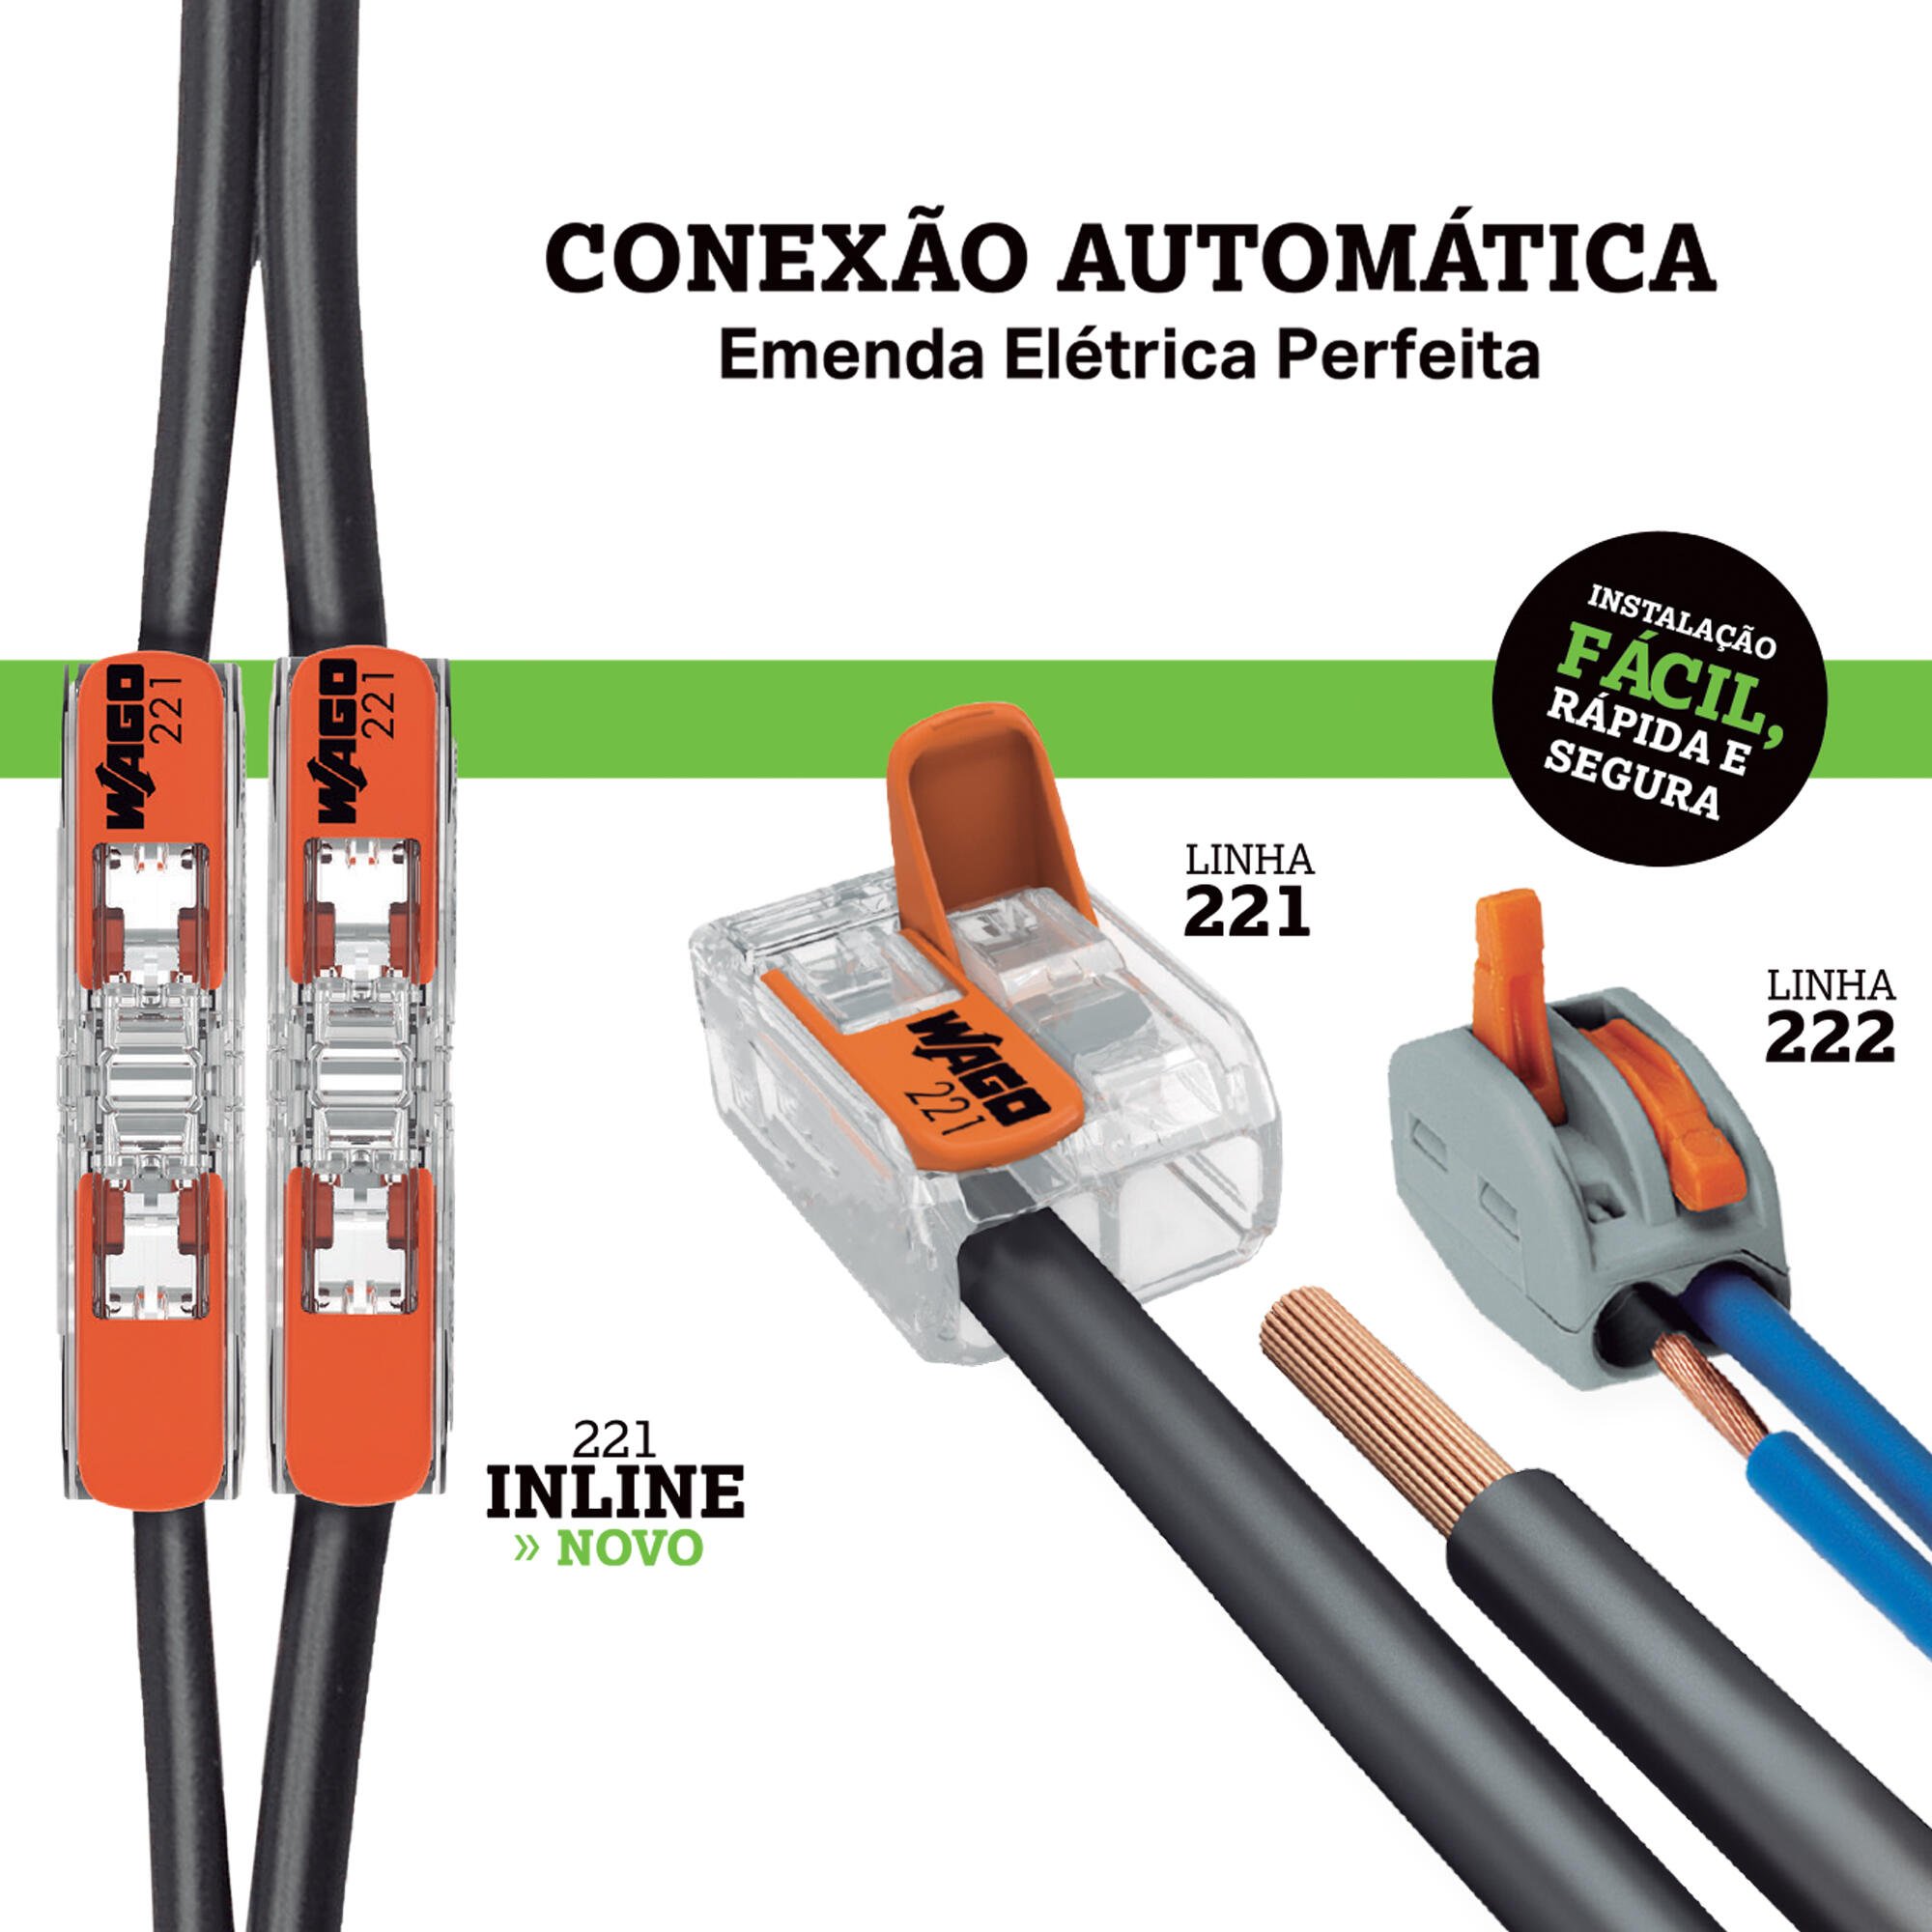 CONEXÃO AUTOMÁTICA
Emenda Elétrica Perfeita
INSTALAÇÃO
FÁCIL,
RÁPIDA E
SEGURA
WAGO
221
WAGO
221
LINHA
221
WAGO
221
LINHA
222
221
INLINE
» NOVO